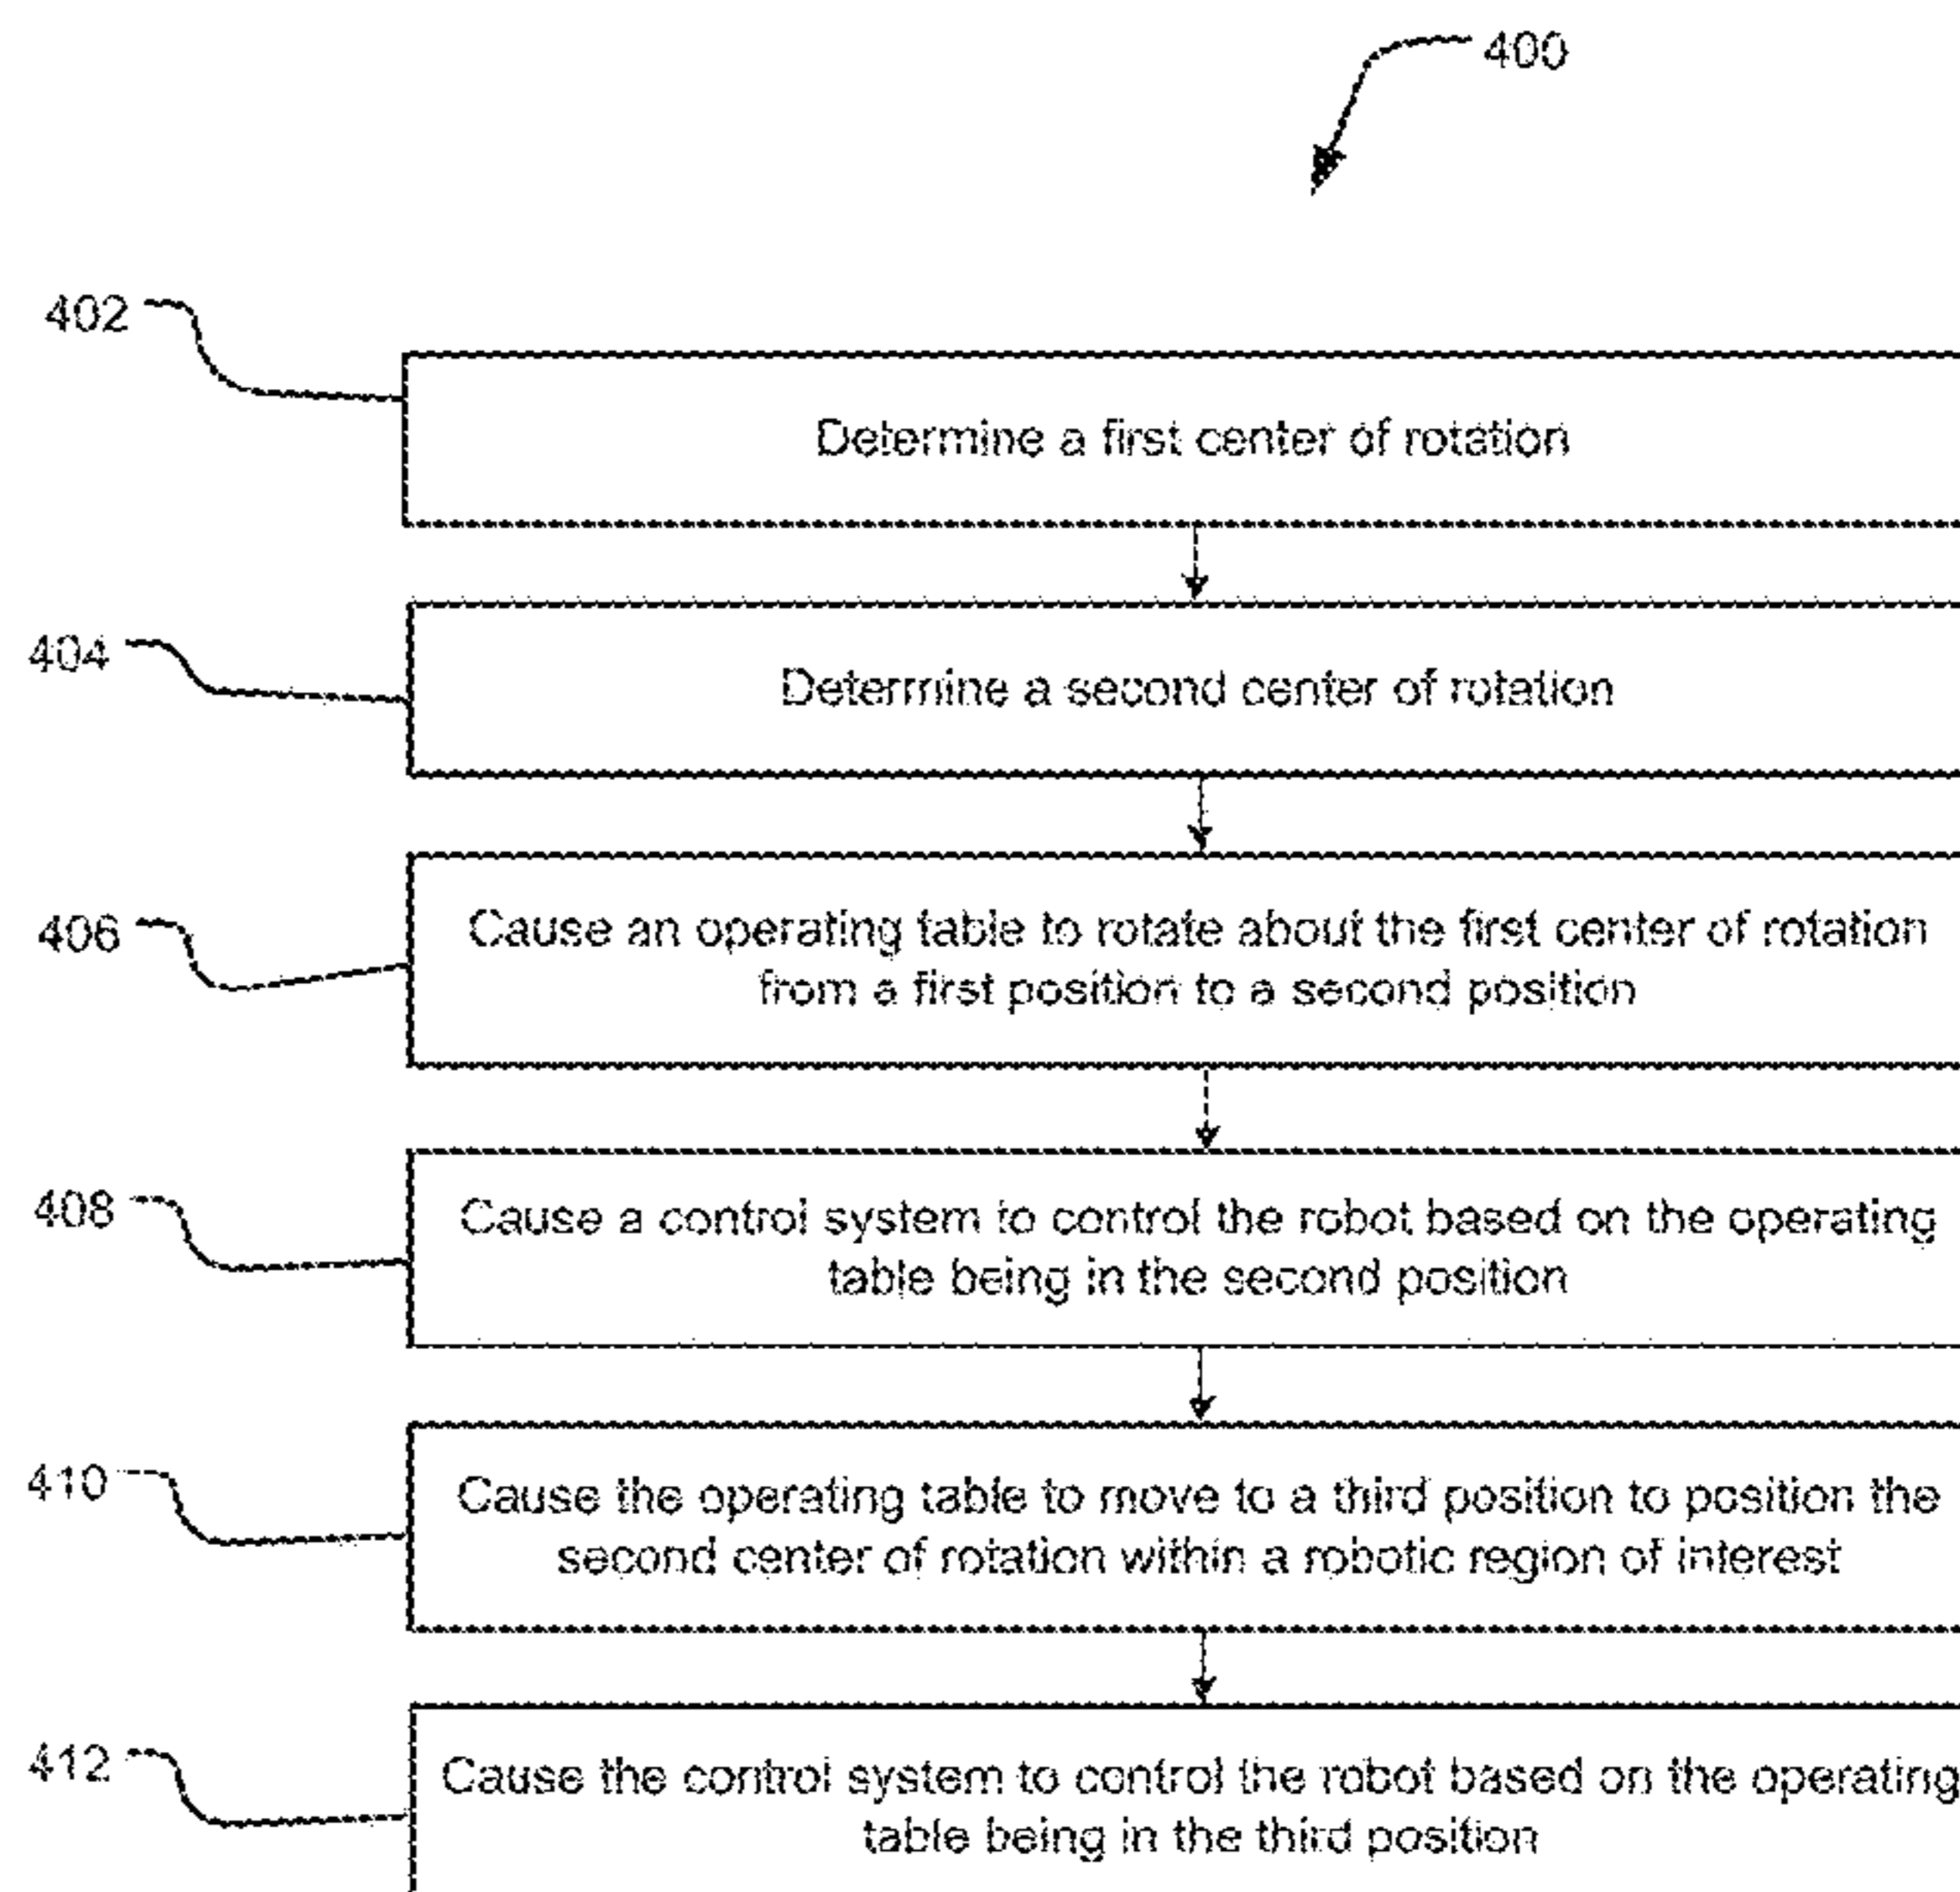 400
402
Determine a first center of rotation
404
Determine a second center of rotation
406
Cause an operating table to rotate about the first center of rotation
from a first position to a second position
408
Cause a control system to control the robot based on the operating
table being in the second position
410
Cause the operating table to move to a third position to position the
second center of rotation within a robotic region of interest
412
Cause the control system to control the robot based on the operating
table being in the third position